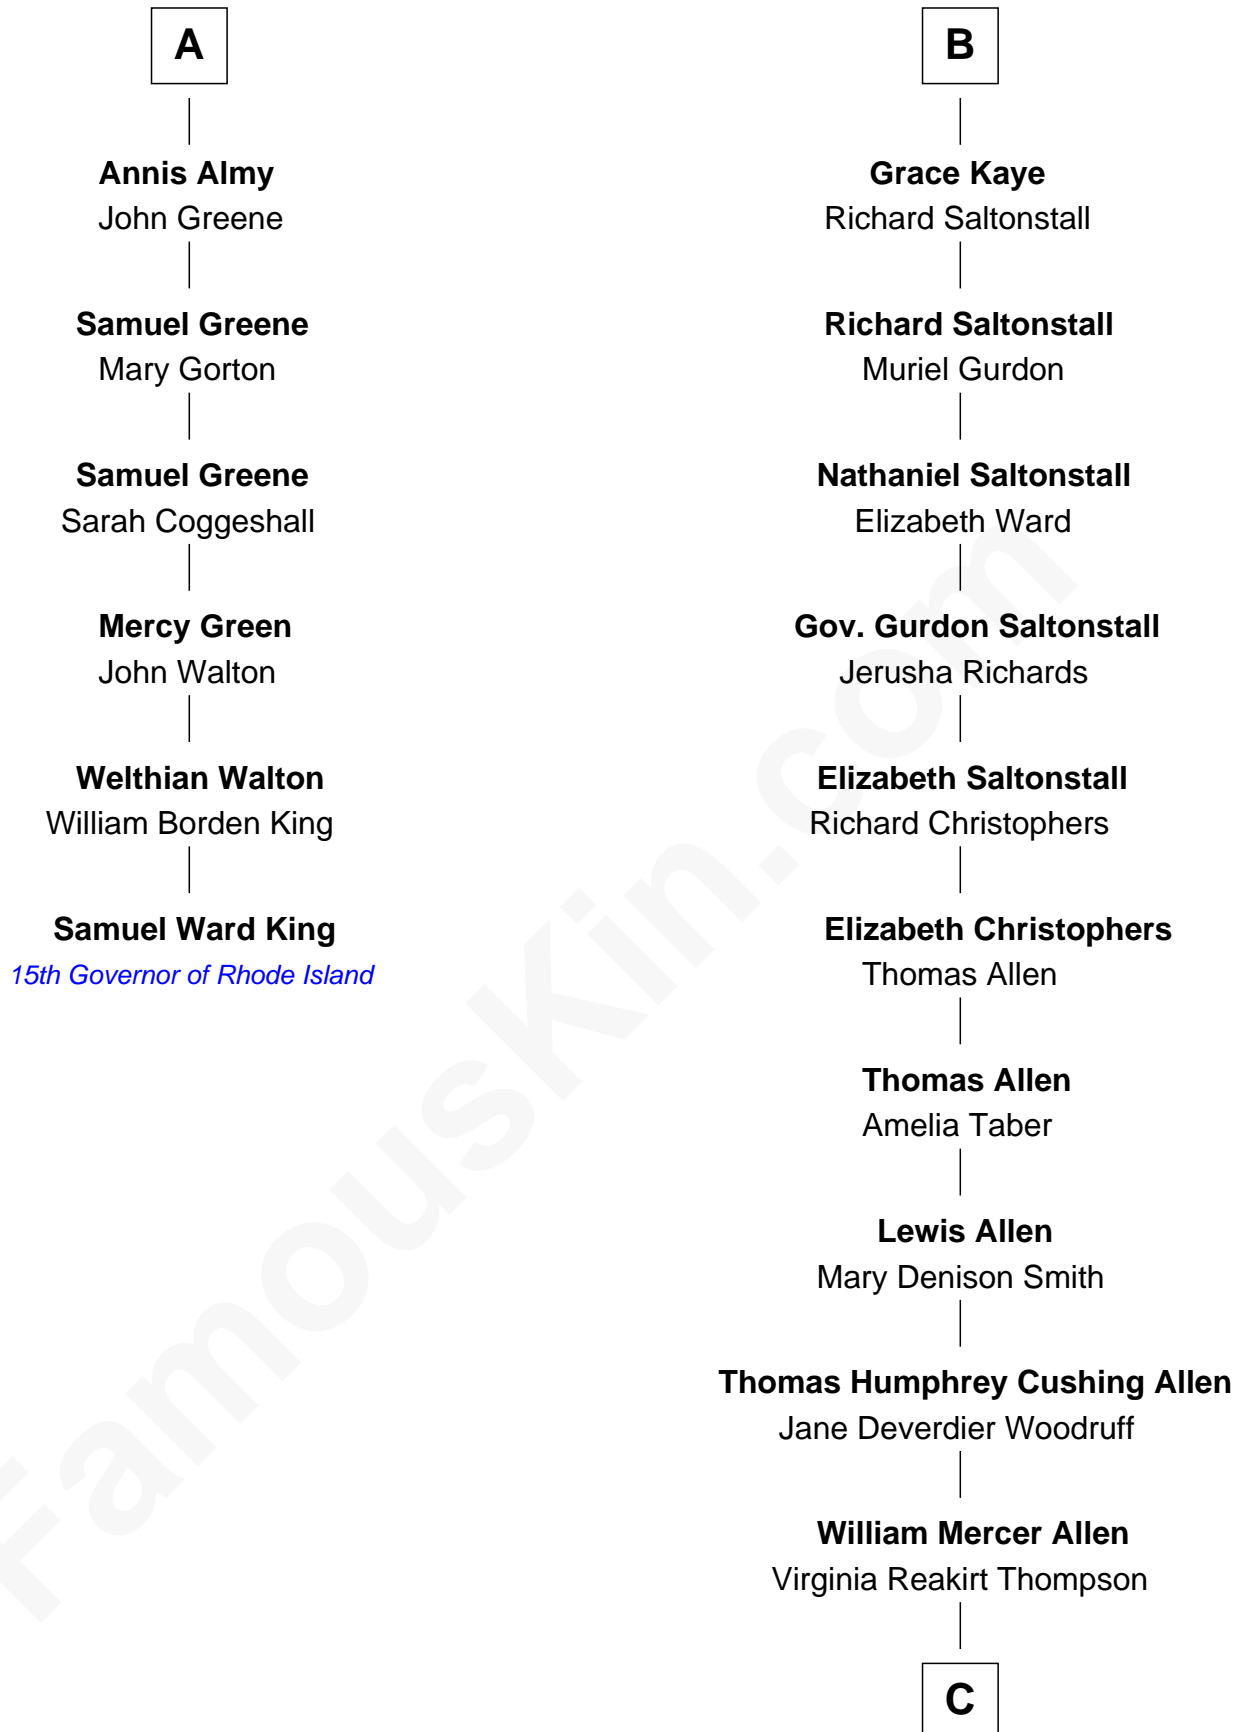 A
Annis Almy
John Greene
Samuel Greene
Mary Gorton
Samuel Greene
Sarah Coggeshall
Mercy Green
John Walton
Welthian Walton
William Borden King
Samuel Ward King
15th Governor of Rhode Island
B
Grace Kaye
Richard Saltonstall
Richard Saltonstall
Muriel Gurdon
Nathaniel Saltonstall
Elizabeth Ward
Gov. Gurdon Saltonstall
Jerusha Richards
Elizabeth Saltonstall
Richard Christophers
Elizabeth Christophers
Thomas Allen
Thomas Allen
Amelia Taber
Lewis Allen
Mary Denison Smith
Thomas Humphrey Cushing Allen
Jane Deverdier Woodruff
William Mercer Allen
Virginia Reakirt Thompson
C
FamousKin.com